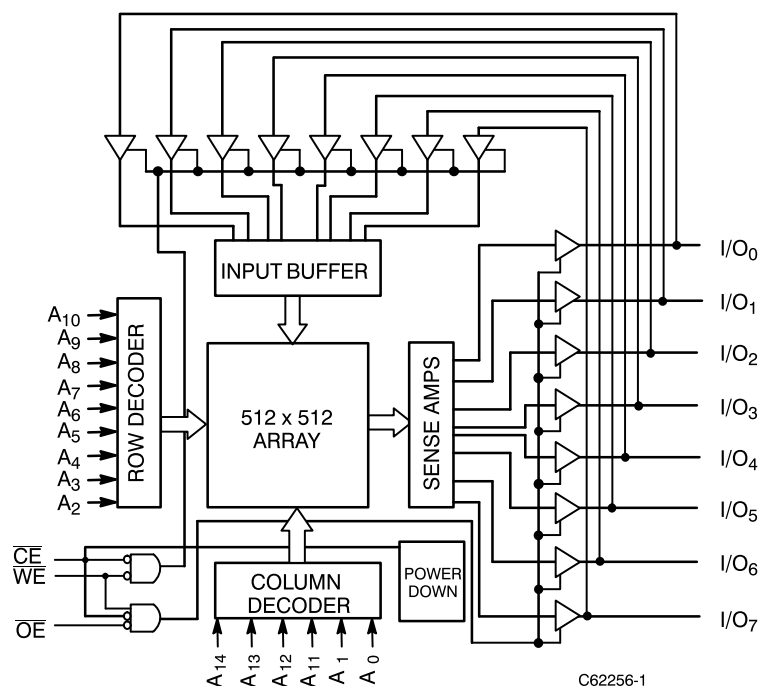 INPUT BUFFER
I/O0
I/O1
I/O2
I/O3
I/O4
I/O5
I/O6
I/O7
A10
A9
A8
A7
A6
A5
A4
A3
A2
ROW DECODER
512 x 512
ARRAY
SENSE AMPS
CE
WE
OE
COLUMN
DECODER
POWER
DOWN
A14
A13
A12
A11
A1
A0
C62256-1